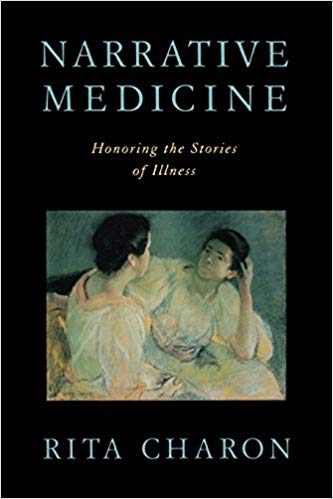 NARRATIVE
MEDICINE
Honoring the Stories
of Illness
RITA CHARON